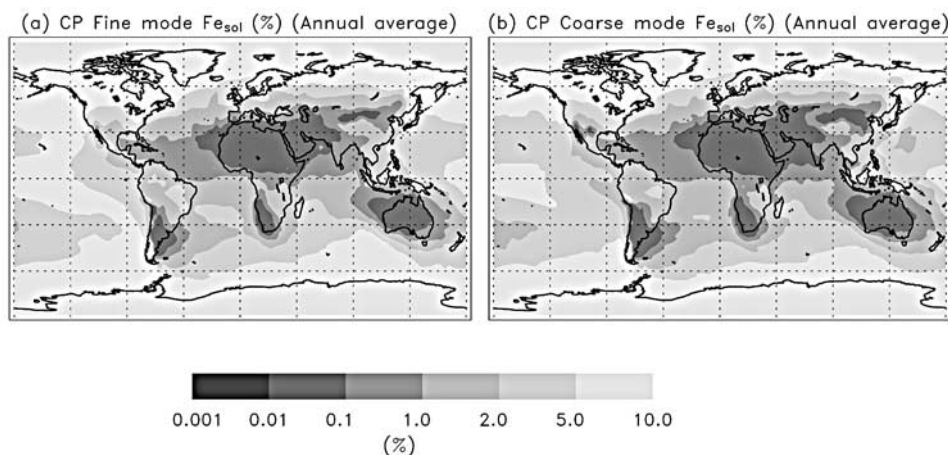 (a) CP Fine mode Fesol (%) (Annual average)
(b) CP Coarse mode Fesol (%) (Annual average)
0.001 0.01 0.1 1.0 2.0 5.0 10.0
(%)